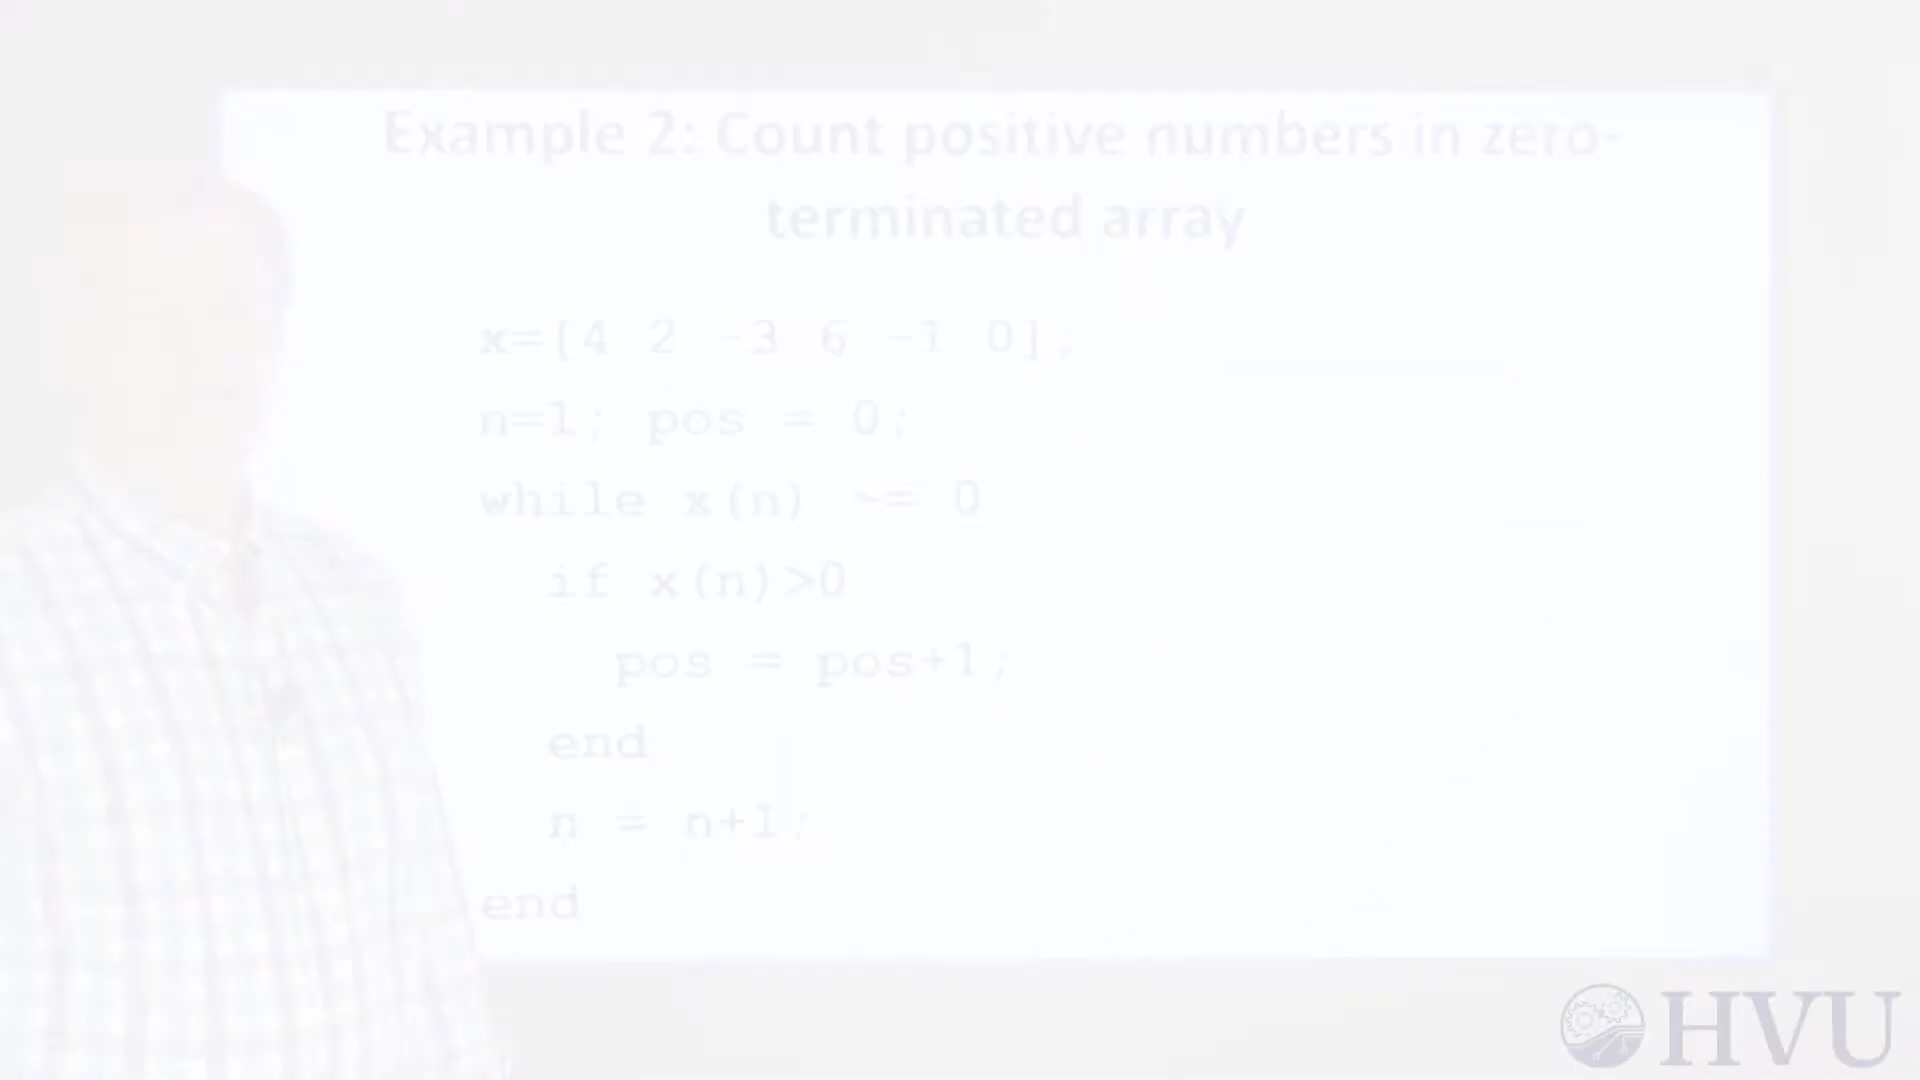 Example 2: Count positive numbers in zero-
terminated array
x=[4 2 -3 6 -1 0];
n=1; pos = 0;
while x(n) ~= 0
if x(n)>0
pos = pos+1;
end
n = n+1;
end
HVU